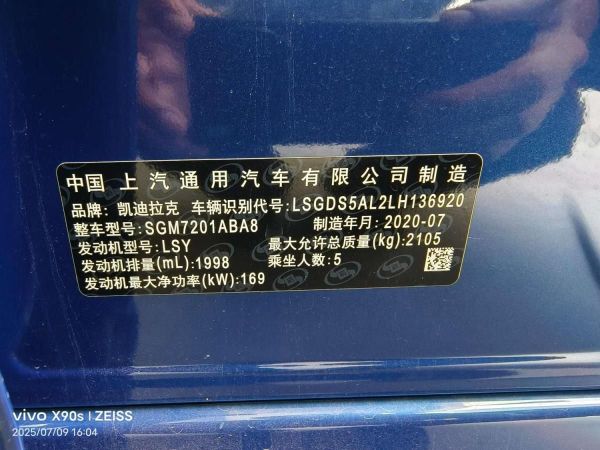 中国 上汽通用汽车有限公司制造
品牌: 凯迪拉克 车辆识别代号: LSGDS5AL2LH136920
整车型号: SGM7201ABA8 制造年月: 2020-07
发动机型号: LSY 最大允许总质量(kg): 2105
发动机排量(mL): 1998 乘坐人数: 5
发动机最大净功率(kW): 169
vivo X90s | ZEISS
2025/07/09 16:04